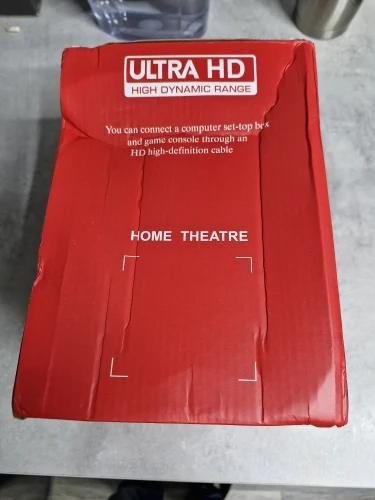 ULTRA HD
HIGH DYNAMIC RANGE
You can connect a computer set-top box
and game console through an
HD high-definition cable
HOME THEATRE